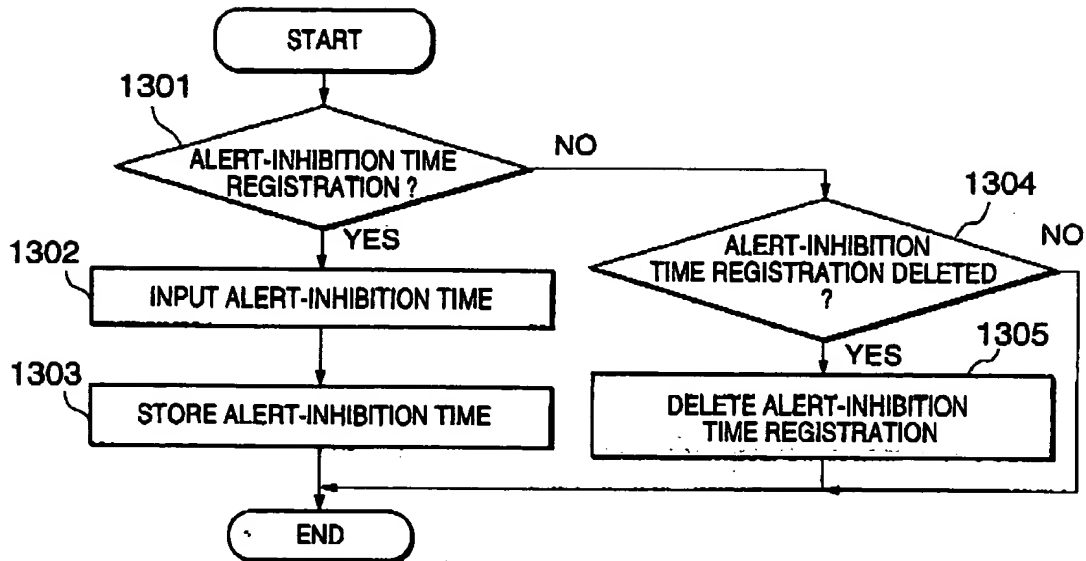 START
1301
ALERT-INHIBITION TIME
REGISTRATION ?
NO
YES
1302
INPUT ALERT-INHIBITION TIME
1303
STORE ALERT-INHIBITION TIME
1304
ALERT-INHIBITION
TIME REGISTRATION DELETED
?
NO
YES
1305
DELETE ALERT-INHIBITION
TIME REGISTRATION
END